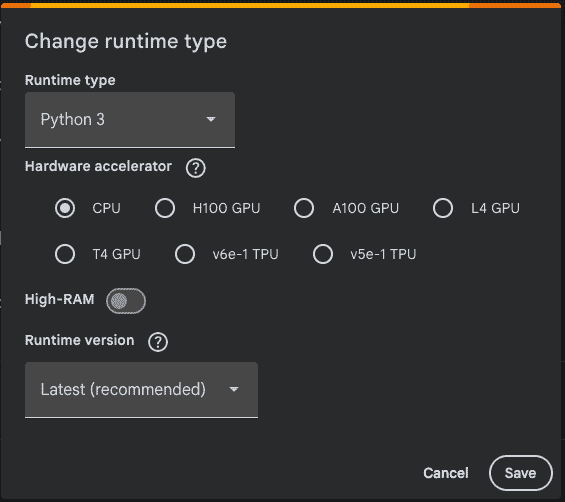 Change runtime type
Runtime type
Python 3
Hardware accelerator ?
CPU H100 GPU A100 GPU L4 GPU
T4 GPU v6e-1 TPU v5e-1 TPU
High-RAM
Runtime version ?
Latest (recommended)
Cancel Save